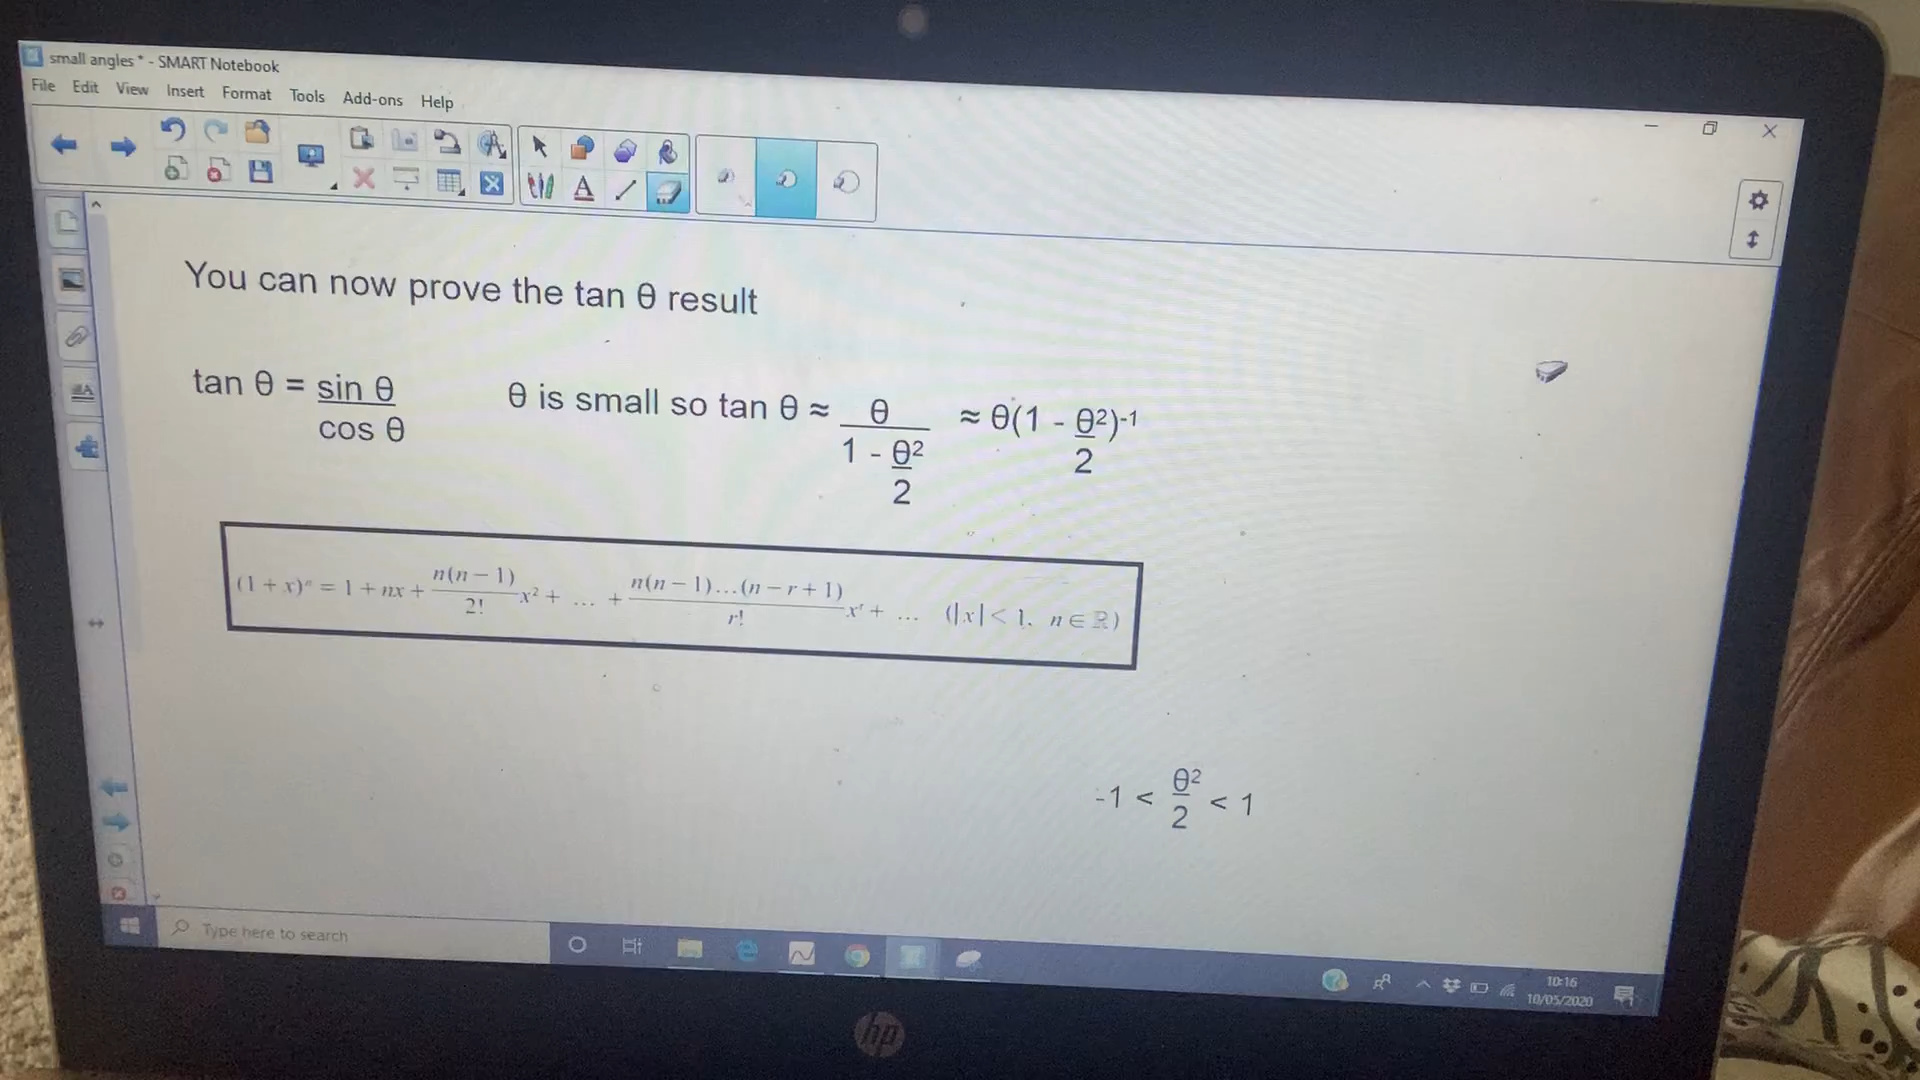 small angles * - SMART Notebook
File Edit View Insert Format Tools Add-ons Help
You can now prove the tan θ result
tan θ = sin θ / cos θ
θ is small so tan θ ≈ θ / (1 - θ²/2) ≈ θ(1 - θ²/2)⁻¹
(1 + x)ⁿ = 1 + nx + n(n − 1)/2! x² + … + n(n − 1)…(n − r + 1)/r! xʳ + … (|x| < 1, n ∈ ℝ)
-1 < θ²/2 < 1
Type here to search
10:16
10/05/2020
hp